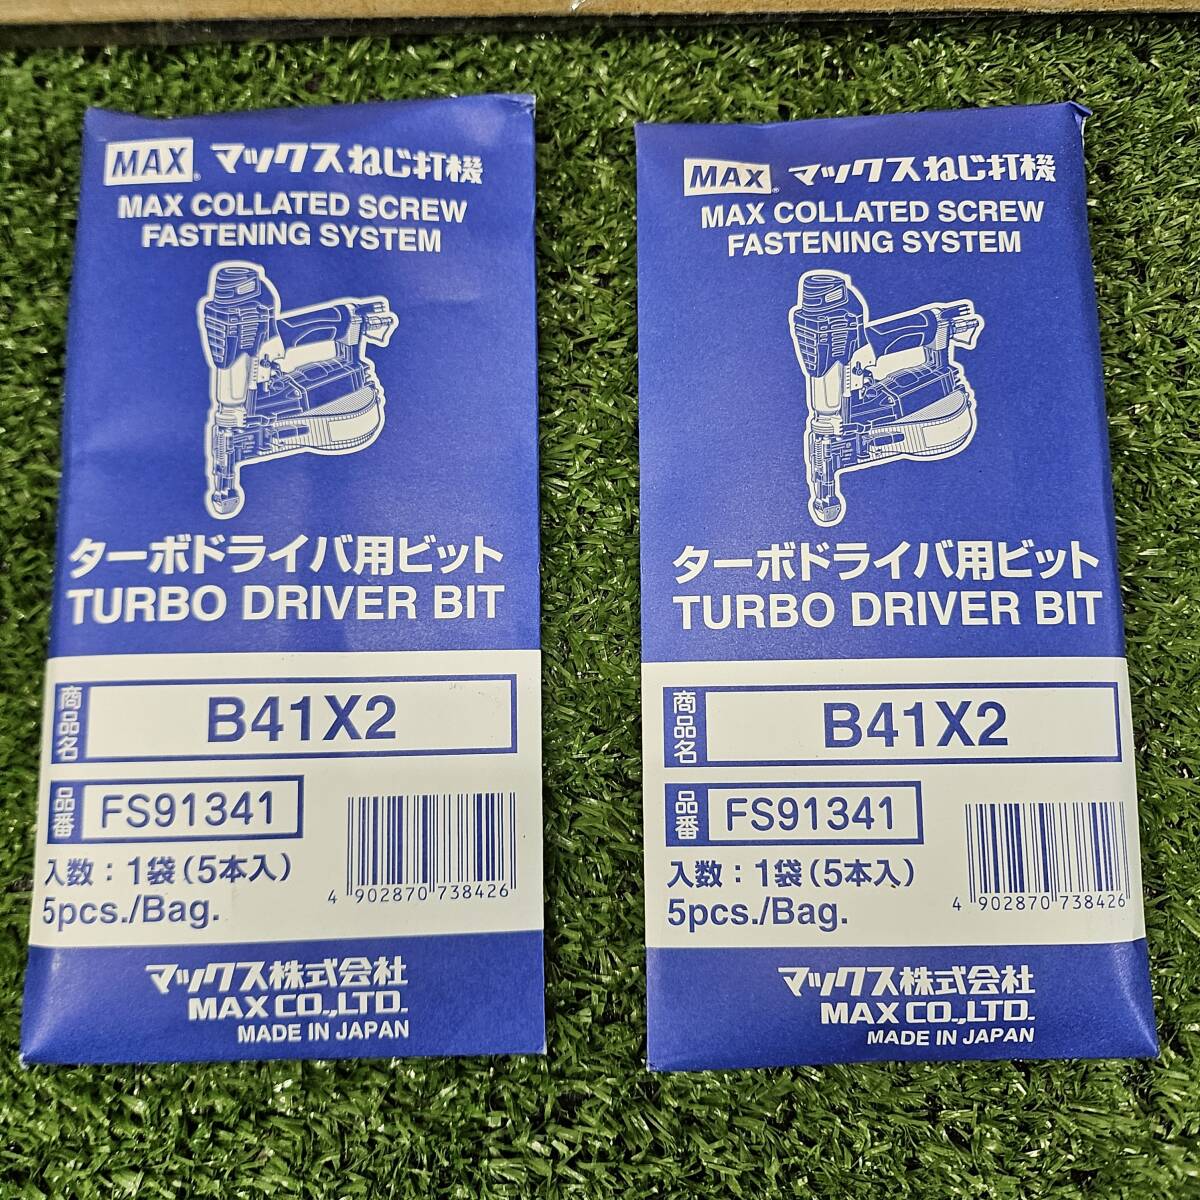 MAX® マックスねじ打機
MAX COLLATED SCREW
FASTENING SYSTEM
ターボドライバ用ビット
TURBO DRIVER BIT
商品名 B41X2
品番 FS91341
入数：1袋(5本入)
5pcs./Bag.
4 902870 738426
マックス株式会社
MAX CO.,LTD.
MADE IN JAPAN
MAX® マックスねじ打機
MAX COLLATED SCREW
FASTENING SYSTEM
ターボドライバ用ビット
TURBO DRIVER BIT
商品名 B41X2
品番 FS91341
入数：1袋(5本入)
5pcs./Bag.
4 902870 738426
マックス株式会社
MAX CO.,LTD.
MADE IN JAPAN